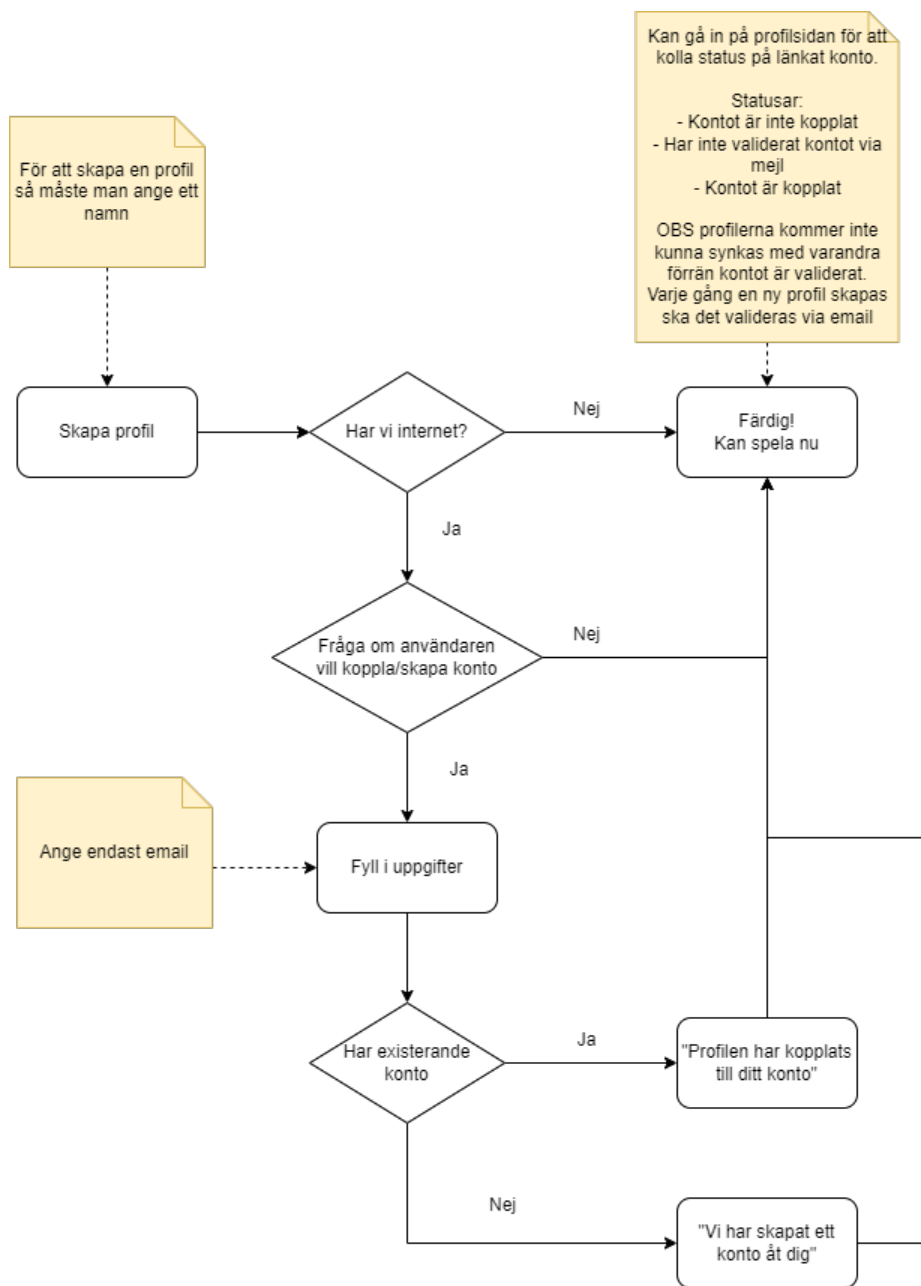 Kan gå in på profilsidan för att
kolla status på länkat konto.
Statusar:
- Kontot är inte kopplat
- Har inte validerat kontot via
mejl
- Kontot är kopplat
OBS profilerna kommer inte
kunna synkas med varandra
förrän kontot är validerat.
Varje gång en ny profil skapas
ska det valideras via email
För att skapa en profil
så måste man ange ett
namn
Skapa profil
Har vi internet?
Nej
Färdig!
Kan spela nu
Ja
Fråga om användaren
vill koppla/skapa konto
Nej
Ja
Ange endast email
Fyll i uppgifter
Har existerande
konto
Ja
"Profilen har kopplats
till ditt konto"
Nej
"Vi har skapat ett
konto åt dig"